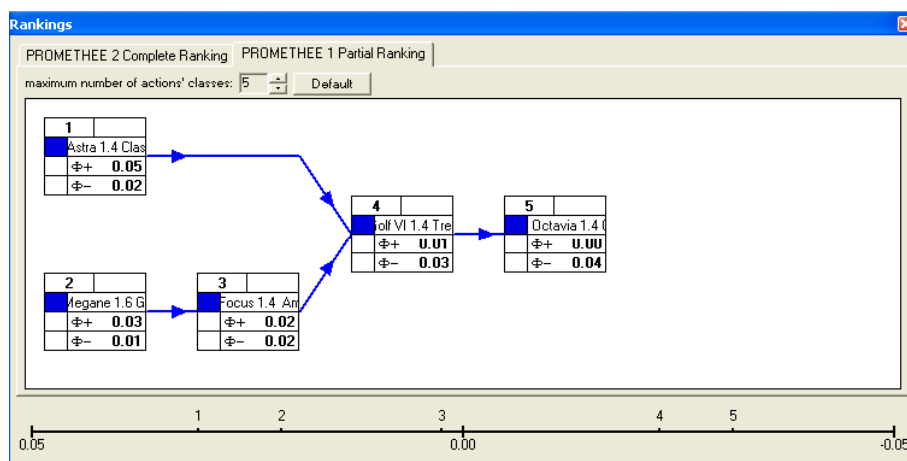 Rankings
PROMETHEE 2 Complete Ranking PROMETHEE 1 Partial Ranking
maximum number of actions' classes: 5 Default
1
Astra 1.4 Clas
Φ+ 0.05
Φ− 0.02
2
Megane 1.6 G
Φ+ 0.03
Φ− 0.01
3
Focus 1.4 Am
Φ+ 0.02
Φ− 0.02
4
olf VI 1.4 Tre
Φ+ 0.01
Φ− 0.03
5
Octavia 1.4
Φ+ 0.00
Φ− 0.04
1 2 3 4 5
0.05 0.00 -0.05